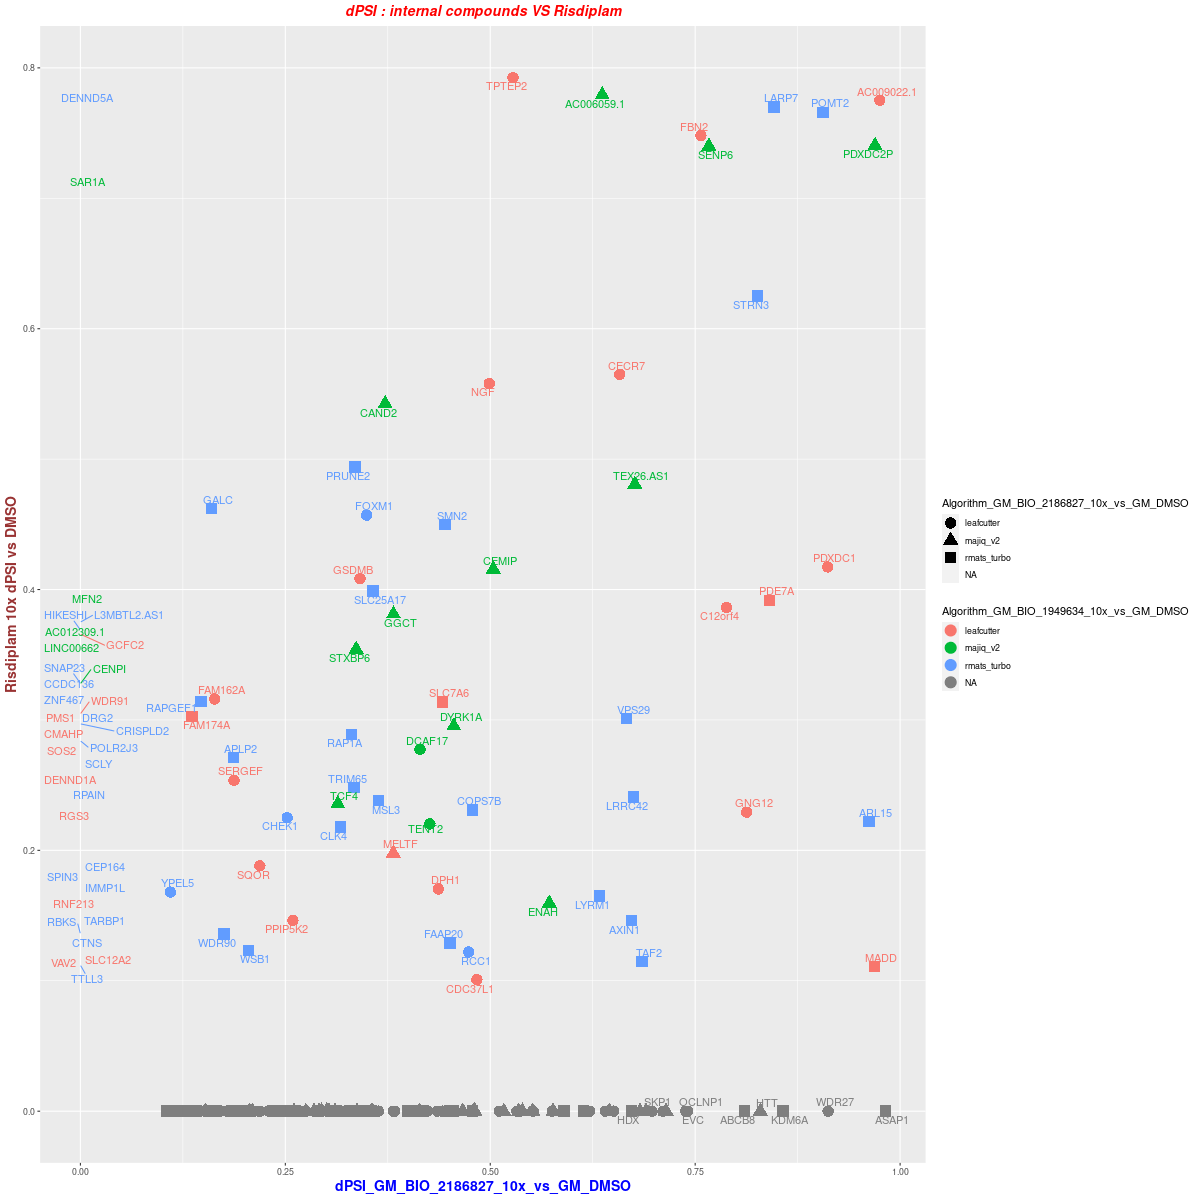 dPSI : internal compounds VS Risdiplam
0.8
0.6
0.4
0.2
0.0
0.00
0.25
0.50
0.75
1.00
Risdiplam 10x dPSI vs DMSO
dPSI_GM_BIO_2186827_10x_vs_GM_DMSO
TPTEP2
DENND5A
AC006059.1
LARP7
POMT2
AC009022.1
FBN2
SENP6
PDXDC2P
SAR1A
STRN3
CECR7
NGF
CAND2
PRUNE2
TEX26.AS1
GALC
FOXM1
SMN2
CEMIP
PDXDC1
GSDMB
SLC25A17
PDE7A
C12orf4
MFN2
HIKESHI
L3MBTL2.AS1
GGCT
AC012309.1
GCFC2
LINC00662
STXBP6
SNAP23
CENPI
CCDC136
FAM162A
SLC7A6
ZNF467
WDR91
RAPGEF1
VPS29
PMS1
DRG2
FAM174A
DYRK1A
CMAHP
CRISPLD2
RAP1A
DCAF17
SOS2
POLR2J3
APLP2
SCLY
SERGEF
DENND1A
TRIM65
RPAIN
TCF4
MSL3
COPS7B
LRRC42
GNG12
ARL15
RGS3
CHEK1
CLK4
TENT2
MELTF
CEP164
SPIN3
SQOR
DPH1
IMMP1L
YPEL5
RNF213
ENAH
LYRM1
RBKS
TARBP1
PPIP5K2
AXIN1
CTNS
WDR90
FAAP20
WSB1
RCC1
TAF2
VAV2
SLC12A2
MADD
TTLL3
CDC37L1
SKP1
OCLNP1
HTT
WDR27
HDX
EVC
ABCB8
KDM6A
ASAP1
Algorithm_GM_BIO_2186827_10x_vs_GM_DMSO
leafcutter
majiq_v2
rmats_turbo
NA
Algorithm_GM_BIO_1949634_10x_vs_GM_DMSO
leafcutter
majiq_v2
rmats_turbo
NA